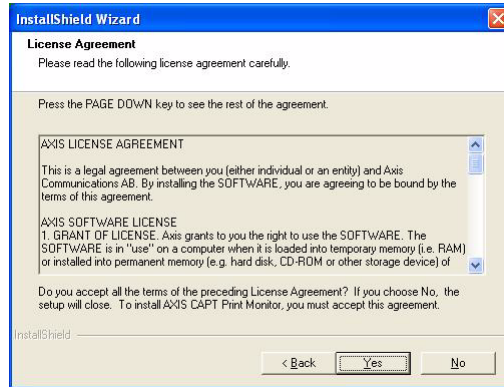 InstallShield Wizard
License Agreement
Please read the following license agreement carefully.
Press the PAGE DOWN key to see the rest of the agreement.
AXIS LICENSE AGREEMENT
This is a legal agreement between you (either individual or an entity) and Axis
Communications AB. By installing the SOFTWARE, you are agreeing to be bound by the
terms of this agreement.
AXIS SOFTWARE LICENSE
1. GRANT OF LICENSE. Axis grants to you the right to use the SOFTWARE. The
SOFTWARE is in "use" on a computer when it is loaded into temporary memory (i.e. RAM)
or installed into permanent memory (e.g. hard disk, CD-ROM or other storage device) of
Do you accept all the terms of the preceding License Agreement? If you choose No, the
setup will close. To install AXIS CAPT Print Monitor, you must accept this agreement.
InstallShield
< Back Yes No